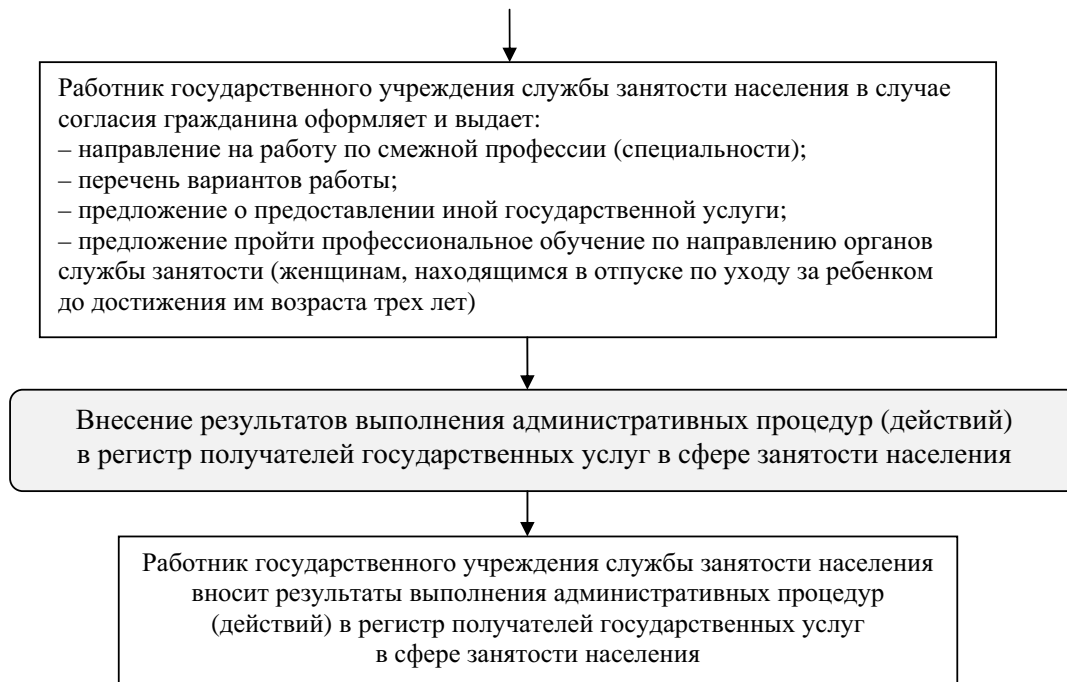 Работник государственного учреждения службы занятости населения в случае
согласия гражданина оформляет и выдает:
– направление на работу по смежной профессии (специальности);
– перечень вариантов работы;
– предложение о предоставлении иной государственной услуги;
– предложение пройти профессиональное обучение по направлению органов
службы занятости (женщинам, находящимся в отпуске по уходу за ребенком
до достижения им возраста трех лет)
Внесение результатов выполнения административных процедур (действий)
в регистр получателей государственных услуг в сфере занятости населения
Работник государственного учреждения службы занятости населения
вносит результаты выполнения административных процедур
(действий) в регистр получателей государственных услуг
в сфере занятости населения